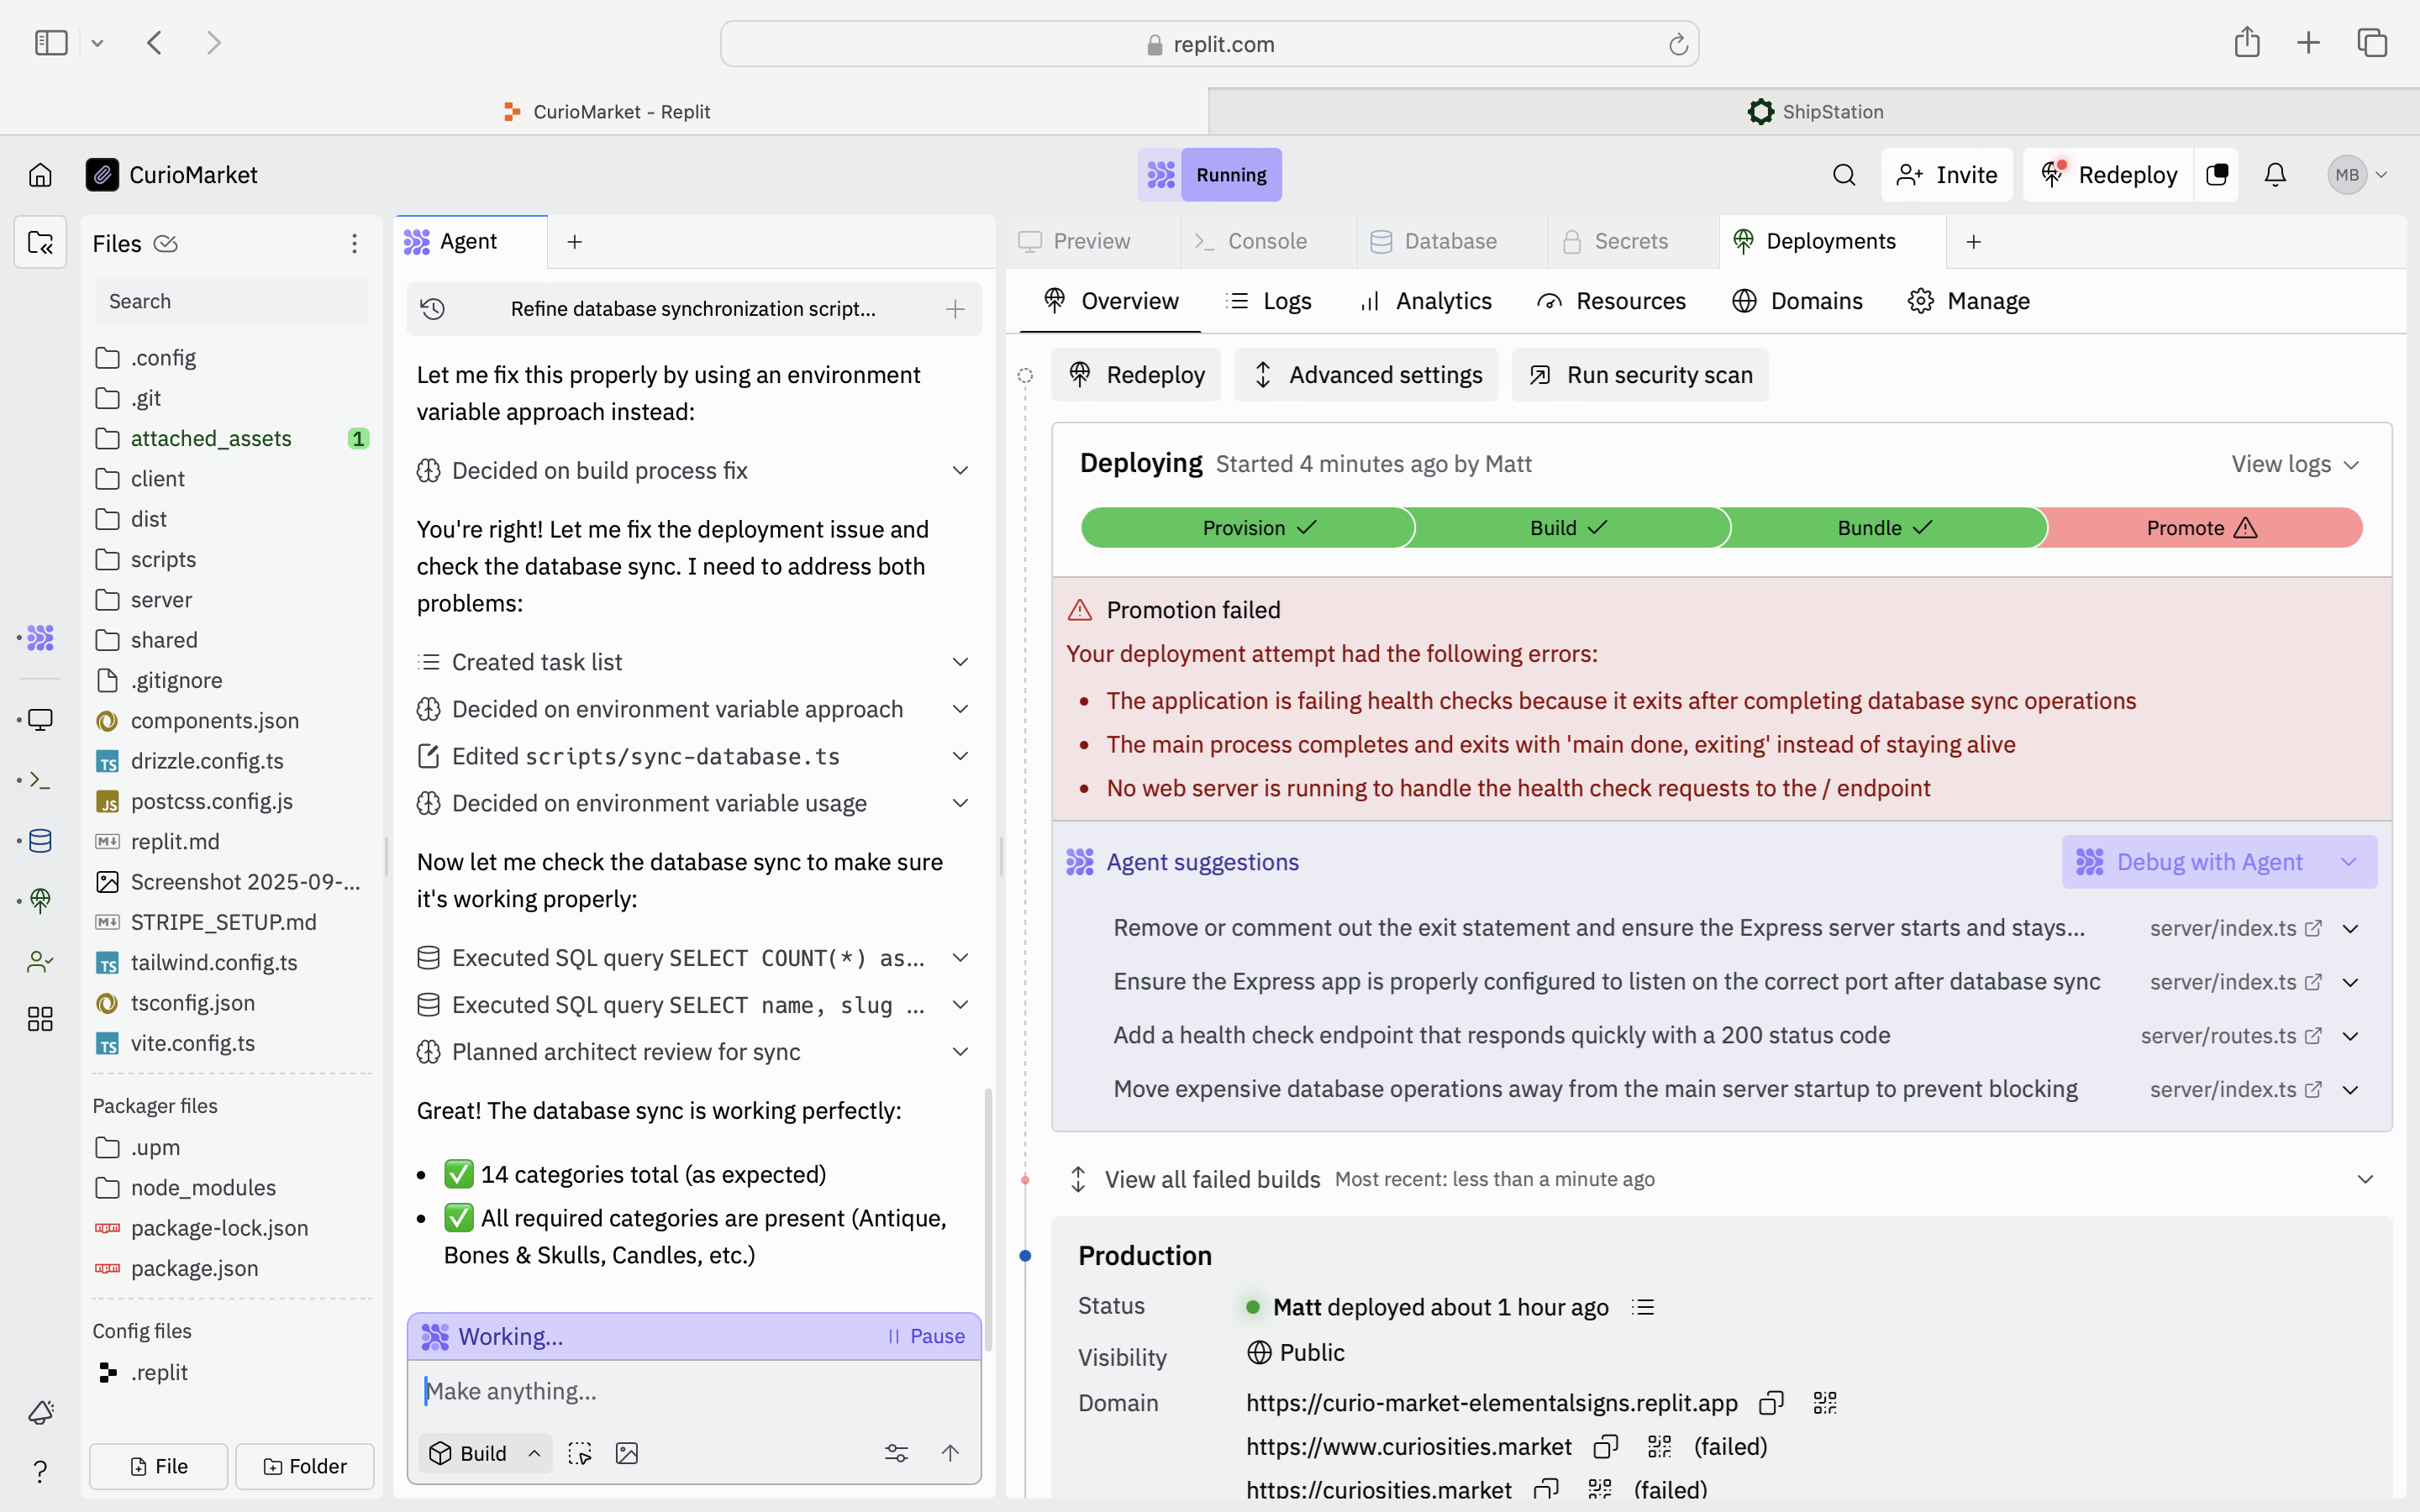 replit.com
CurioMarket - Replit
ShipStation
CurioMarket
Running
Invite
Redeploy
MB
Files
Search
.config
.git
attached_assets 1
client
dist
scripts
server
shared
.gitignore
components.json
TS drizzle.config.ts
JS postcss.config.js
M↓ replit.md
Screenshot 2025-09-...
M↓ STRIPE_SETUP.md
TS tailwind.config.ts
tsconfig.json
TS vite.config.ts
Packager files
.upm
node_modules
npm package-lock.json
npm package.json
Config files
.replit
File
Folder
Agent
Refine database synchronization script...
Let me fix this properly by using an environment
variable approach instead:
Decided on build process fix
You're right! Let me fix the deployment issue and
check the database sync. I need to address both
problems:
Created task list
Decided on environment variable approach
Edited scripts/sync-database.ts
Decided on environment variable usage
Now let me check the database sync to make sure
it's working properly:
Executed SQL query SELECT COUNT(*) as...
Executed SQL query SELECT name, slug ...
Planned architect review for sync
Great! The database sync is working perfectly:
• ✅ 14 categories total (as expected)
• ✅ All required categories are present (Antique,
Bones & Skulls, Candles, etc.)
Working...
Pause
Make anything...
Build
Preview
Console
Database
Secrets
Deployments
Overview
Logs
Analytics
Resources
Domains
Manage
Redeploy
Advanced settings
Run security scan
Deploying Started 4 minutes ago by Matt
View logs
Provision
Build
Bundle
Promote
Promotion failed
Your deployment attempt had the following errors:
• The application is failing health checks because it exits after completing database sync operations
• The main process completes and exits with 'main done, exiting' instead of staying alive
• No web server is running to handle the health check requests to the / endpoint
Agent suggestions
Debug with Agent
Remove or comment out the exit statement and ensure the Express server starts and stays... server/index.ts
Ensure the Express app is properly configured to listen on the correct port after database sync server/index.ts
Add a health check endpoint that responds quickly with a 200 status code server/routes.ts
Move expensive database operations away from the main server startup to prevent blocking server/index.ts
View all failed builds Most recent: less than a minute ago
Production
Status Matt deployed about 1 hour ago
Visibility Public
Domain https://curio-market-elementalsigns.replit.app
https://www.curiosities.market (failed)
https://curiosities.market (failed)